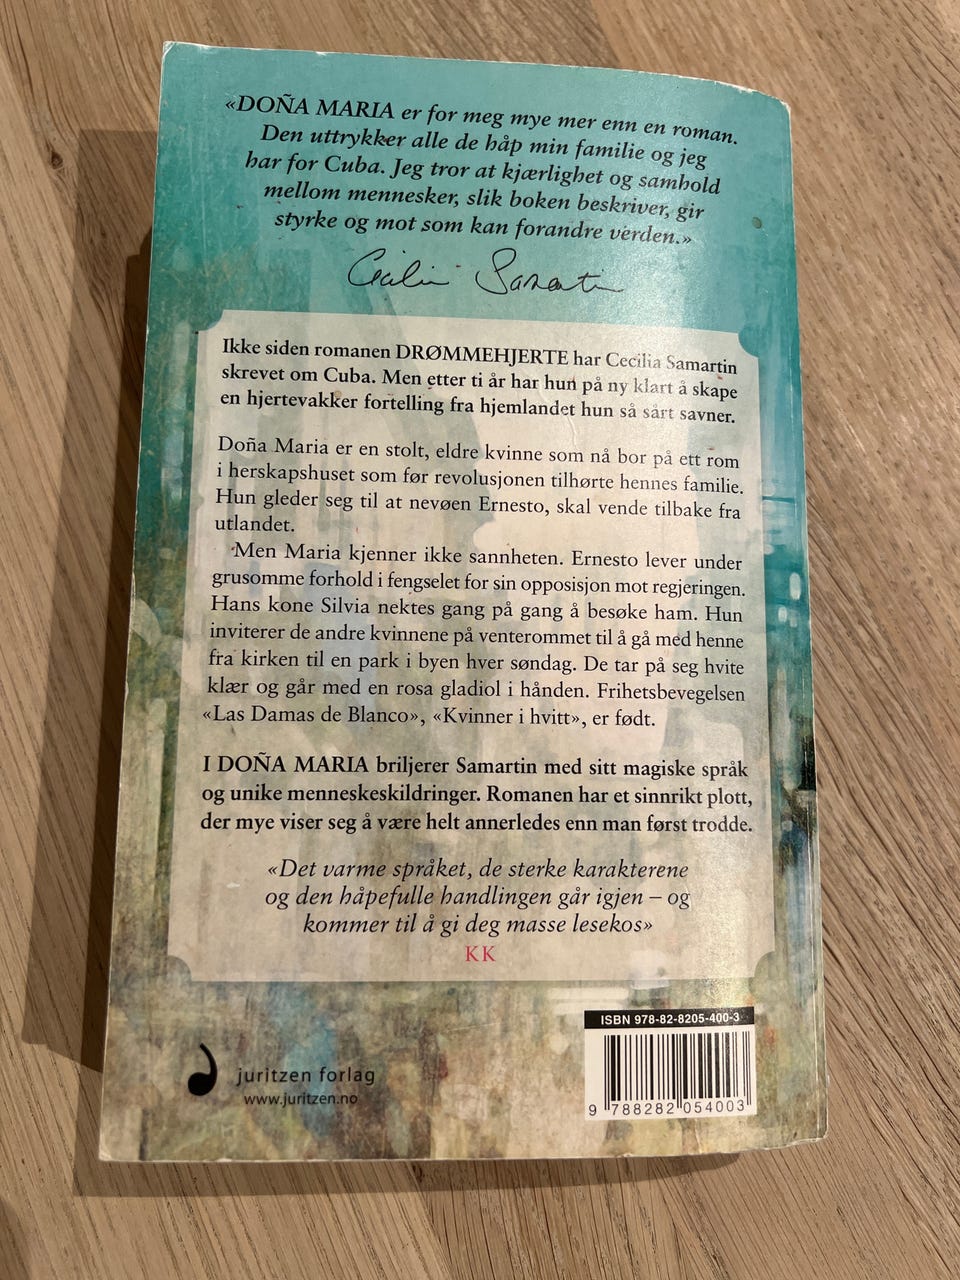 «DOÑA MARIA er for meg mye mer enn en roman.
Den uttrykker alle de håp min familie og jeg
har for Cuba. Jeg tror at kjærlighet og samhold
mellom mennesker, slik boken beskriver, gir
styrke og mot som kan forandre verden.»
Cecilia Samartin
Ikke siden romanen DRØMMEHJERTE har Cecilia Samartin
skrevet om Cuba. Men etter ti år har hun på ny klart å skape
en hjertevakker fortelling fra hjemlandet hun så sårt savner.
Doña Maria er en stolt, eldre kvinne som nå bor på ett rom
i herskapshuset som før revolusjonen tilhørte hennes familie.
Hun gleder seg til at nevøen Ernesto, skal vende tilbake fra
utlandet.
Men Maria kjenner ikke sannheten. Ernesto lever under
grusomme forhold i fengselet for sin opposisjon mot regjeringen.
Hans kone Silvia nektes gang på gang å besøke ham. Hun
inviterer de andre kvinnene på venterommet til å gå med henne
fra kirken til en park i byen hver søndag. De tar på seg hvite
klær og går med en rosa gladiol i hånden. Frihetsbevegelsen
«Las Damas de Blanco», «Kvinner i hvitt», er født.
I DOÑA MARIA briljerer Samartin med sitt magiske språk
og unike menneskeskildringer. Romanen har et sinnrikt plott,
der mye viser seg å være helt annerledes enn man først trodde.
«Det varme språket, de sterke karakterene
og den håpefulle handlingen går igjen – og
kommer til å gi deg masse lesekos»
KK
ISBN 978-82-8205-400-3
9 788282 054003
juritzen forlag
www.juritzen.no